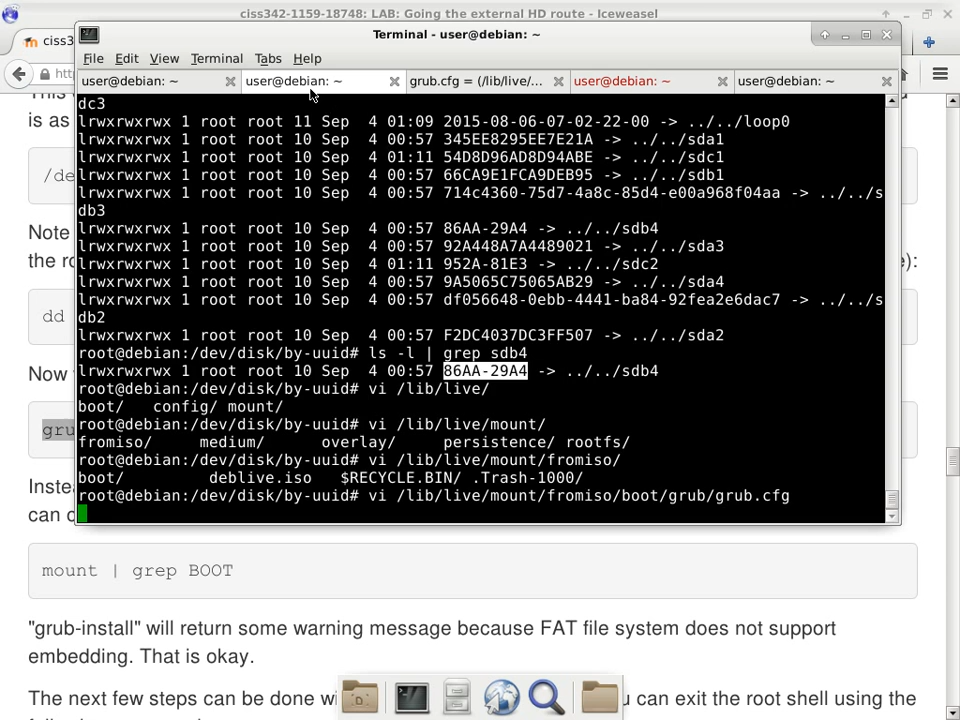 ciss342-1159-18748: LAB: Going the external HD route - Iceweasel
ciss3
http
Terminal - user@debian: ~
File Edit View Terminal Tabs Help
user@debian: ~ user@debian: ~ grub.cfg = (/lib/live/... user@debian: ~ user@debian: ~
is as
/de
Note
the ro
e):
dd
Now
gru
Instea
can o
dc3
lrwxrwxrwx 1 root root 11 Sep  4 01:09 2015-08-06-07-02-22-00 -> ../../loop0
lrwxrwxrwx 1 root root 10 Sep  4 00:57 345EE8295EE7E21A -> ../../sda1
lrwxrwxrwx 1 root root 10 Sep  4 01:11 54D8D96AD8D94ABE -> ../../sdc1
lrwxrwxrwx 1 root root 10 Sep  4 00:57 66CA9E1FCA9DEB95 -> ../../sdb1
lrwxrwxrwx 1 root root 10 Sep  4 00:57 714c4360-75d7-4a8c-85d4-e00a968f04aa -> ../../s
db3
lrwxrwxrwx 1 root root 10 Sep  4 00:57 86AA-29A4 -> ../../sdb4
lrwxrwxrwx 1 root root 10 Sep  4 00:57 92A448A7A4489021 -> ../../sda3
lrwxrwxrwx 1 root root 10 Sep  4 01:11 952A-81E3 -> ../../sdc2
lrwxrwxrwx 1 root root 10 Sep  4 00:57 9A5065C75065AB29 -> ../../sda4
lrwxrwxrwx 1 root root 10 Sep  4 00:57 df056648-0ebb-4441-ba84-92fea2e6dac7 -> ../../s
db2
lrwxrwxrwx 1 root root 10 Sep  4 00:57 F2DC4037DC3FF507 -> ../../sda2
root@debian:/dev/disk/by-uuid# ls -l | grep sdb4
lrwxrwxrwx 1 root root 10 Sep  4 00:57 86AA-29A4 -> ../../sdb4
root@debian:/dev/disk/by-uuid# vi /lib/live/
boot/   config/ mount/
root@debian:/dev/disk/by-uuid# vi /lib/live/mount/
fromiso/     medium/      overlay/     persistence/ rootfs/
root@debian:/dev/disk/by-uuid# vi /lib/live/mount/fromiso/
boot/         deblive.iso   $RECYCLE.BIN/ .Trash-1000/
root@debian:/dev/disk/by-uuid# vi /lib/live/mount/fromiso/boot/grub/grub.cfg
mount | grep BOOT
"grub-install" will return some warning message because FAT file system does not support
embedding. That is okay.
The next few steps can be done wi
u can exit the root shell using the